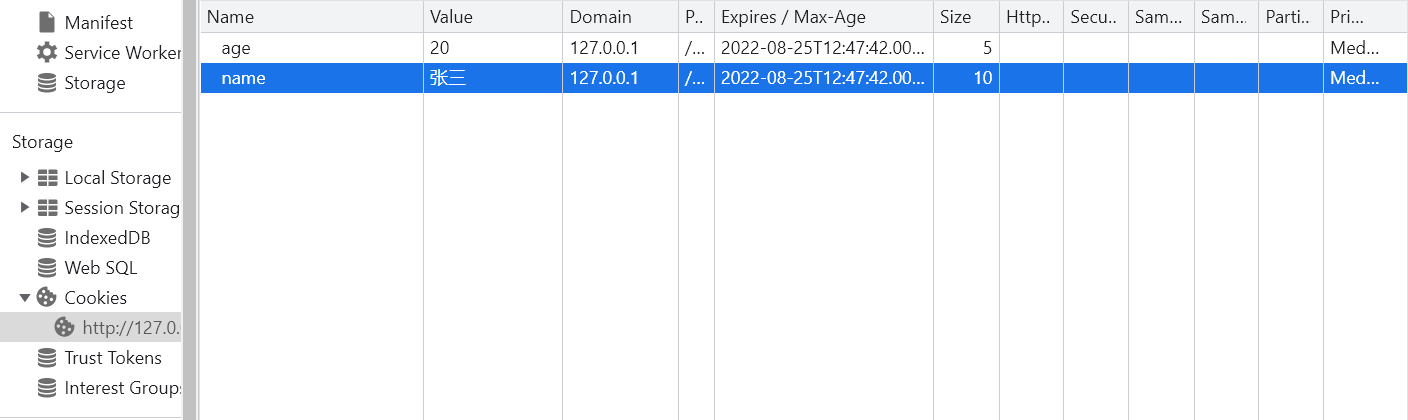 Manifest
Service Worker
Storage
Storage
Local Storage
Session Storag
IndexedDB
Web SQL
Cookies
http://127.0.
Trust Tokens
Interest Group
Name Value Domain P.. Expires / Max-Age Size Http.. Secu.. Sam... Sam... Parti.. Pri...
age 20 127.0.0.1 /... 2022-08-25T12:47:42.00... 5 Med...
name 张三 127.0.0.1 /... 2022-08-25T12:47:42.00... 10 Med...